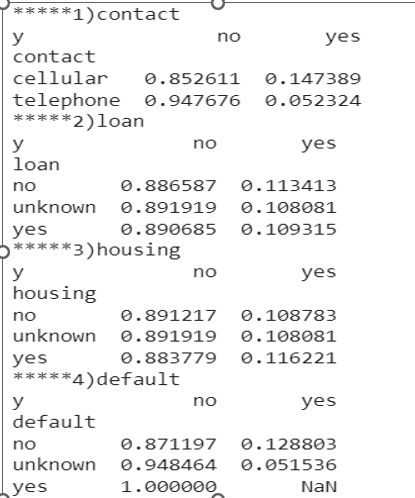 *****1)contact
y no yes
contact
cellular 0.852611 0.147389
telephone 0.947676 0.052324
*****2)loan
y no yes
loan
no 0.886587 0.113413
unknown 0.891919 0.108081
yes 0.890685 0.109315
*****3)housing
y no yes
housing
no 0.891217 0.108783
unknown 0.891919 0.108081
yes 0.883779 0.116221
*****4)default
y no yes
default
no 0.871197 0.128803
unknown 0.948464 0.051536
yes 1.000000 NaN